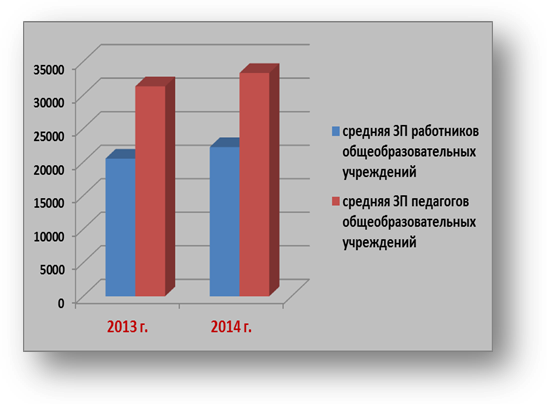 35000
30000
25000
20000
15000
10000
5000
0
2013 г.
2014 г.
средняя ЗП работников
общеобразовательных
учреждений
средняя ЗП педагогов
общеобразовательных
учреждений